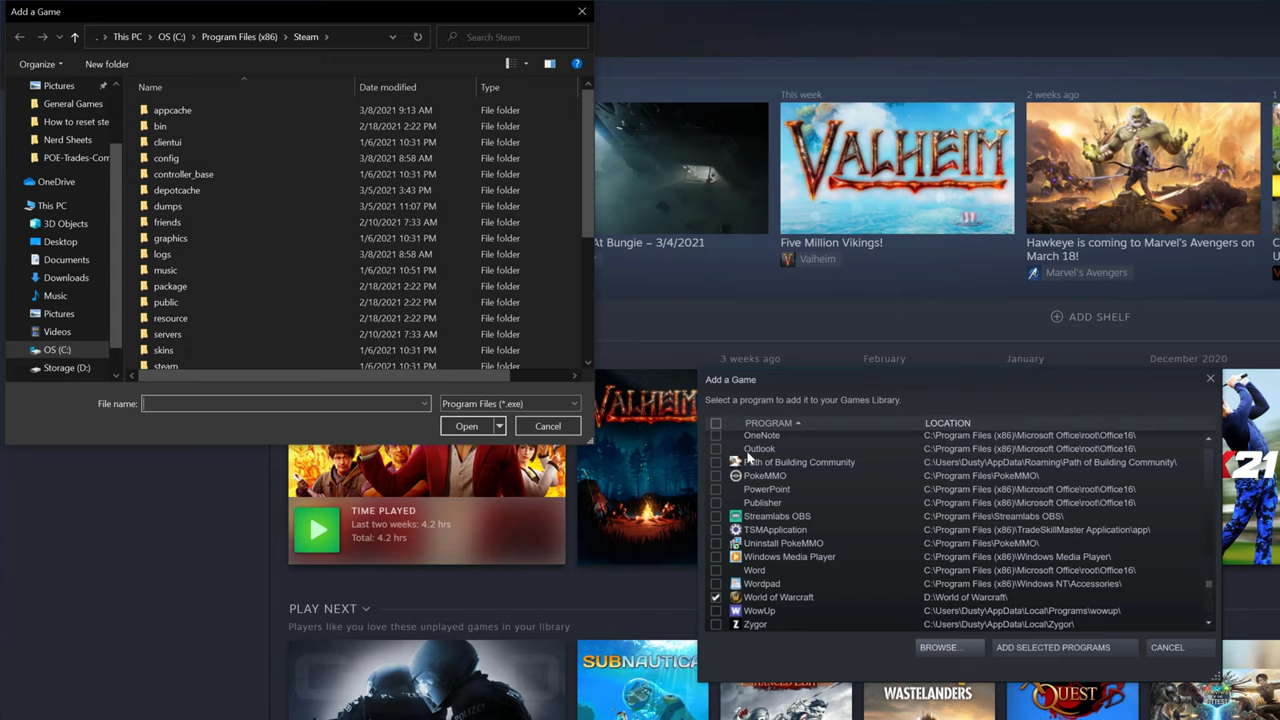 Add a Game
This PC > OS (C:) > Program Files (x86) > Steam >
Search Steam
Organize
New folder
Name
Date modified
Type
Pictures
General Games
How to reset ste
Nerd Sheets
POE-Trades-Com
OneDrive
This PC
3D Objects
Desktop
Documents
Downloads
Music
Pictures
Videos
OS (C:)
Storage (D:)
appcache 3/8/2021 9:13 AM File folder
bin 2/18/2021 2:22 PM File folder
clientui 1/6/2021 10:31 PM File folder
config 3/8/2021 8:58 AM File folder
controller_base 1/6/2021 10:31 PM File folder
depotcache 3/5/2021 3:43 PM File folder
dumps 3/5/2021 11:07 PM File folder
friends 2/10/2021 7:33 AM File folder
graphics 1/6/2021 10:31 PM File folder
logs 3/8/2021 8:58 AM File folder
music 1/6/2021 10:51 PM File folder
package 2/18/2021 2:22 PM File folder
public 2/18/2021 2:22 PM File folder
resource 2/18/2021 2:22 PM File folder
servers 2/10/2021 7:33 AM File folder
skins 1/6/2021 10:31 PM File folder
steam 1/6/2021 10:31 PM File folder
File name:
Program Files (*.exe)
Open
Cancel
This week
2 weeks ago
1
VALHEIM
At Bungie – 3/4/2021
Five Million Vikings!
Valheim
Hawkeye is coming to Marvel's Avengers on
March 18!
Marvel's Avengers
C
U
ADD SHELF
3 weeks ago
February
January
December 2020
VALHEIM
21
TIME PLAYED
Last two weeks: 4.2 hrs
Total: 4.2 hrs
PLAY NEXT
Players like you love these unplayed games in your library
SUBNAUTICA
ENHANCED EDITION
WASTELANDERS
QUEST
Add a Game
Select a program to add it to your Games Library.
PROGRAM
LOCATION
OneNote C:\Program Files (x86)\Microsoft Office\root\Office16\
Outlook C:\Program Files (x86)\Microsoft Office\root\Office16\
Path of Building Community C:\Users\Dusty\AppData\Roaming\Path of Building Community\
PokeMMO C:\Program Files\PokeMMO\
PowerPoint C:\Program Files (x86)\Microsoft Office\root\Office16\
Publisher C:\Program Files (x86)\Microsoft Office\root\Office16\
Streamlabs OBS C:\Program Files\Streamlabs OBS\
TSMApplication C:\Program Files (x86)\TradeSkillMaster Application\app\
Uninstall PokeMMO C:\Program Files\PokeMMO\
Windows Media Player C:\Program Files (x86)\Windows Media Player\
Word C:\Program Files (x86)\Microsoft Office\root\Office16\
Wordpad C:\Program Files (x86)\Windows NT\Accessories\
World of Warcraft D:\World of Warcraft\
WowUp C:\Users\Dusty\AppData\Local\Programs\wowup\
Zygor C:\Users\Dusty\AppData\Local\Zygor\
BROWSE...
ADD SELECTED PROGRAMS
CANCEL